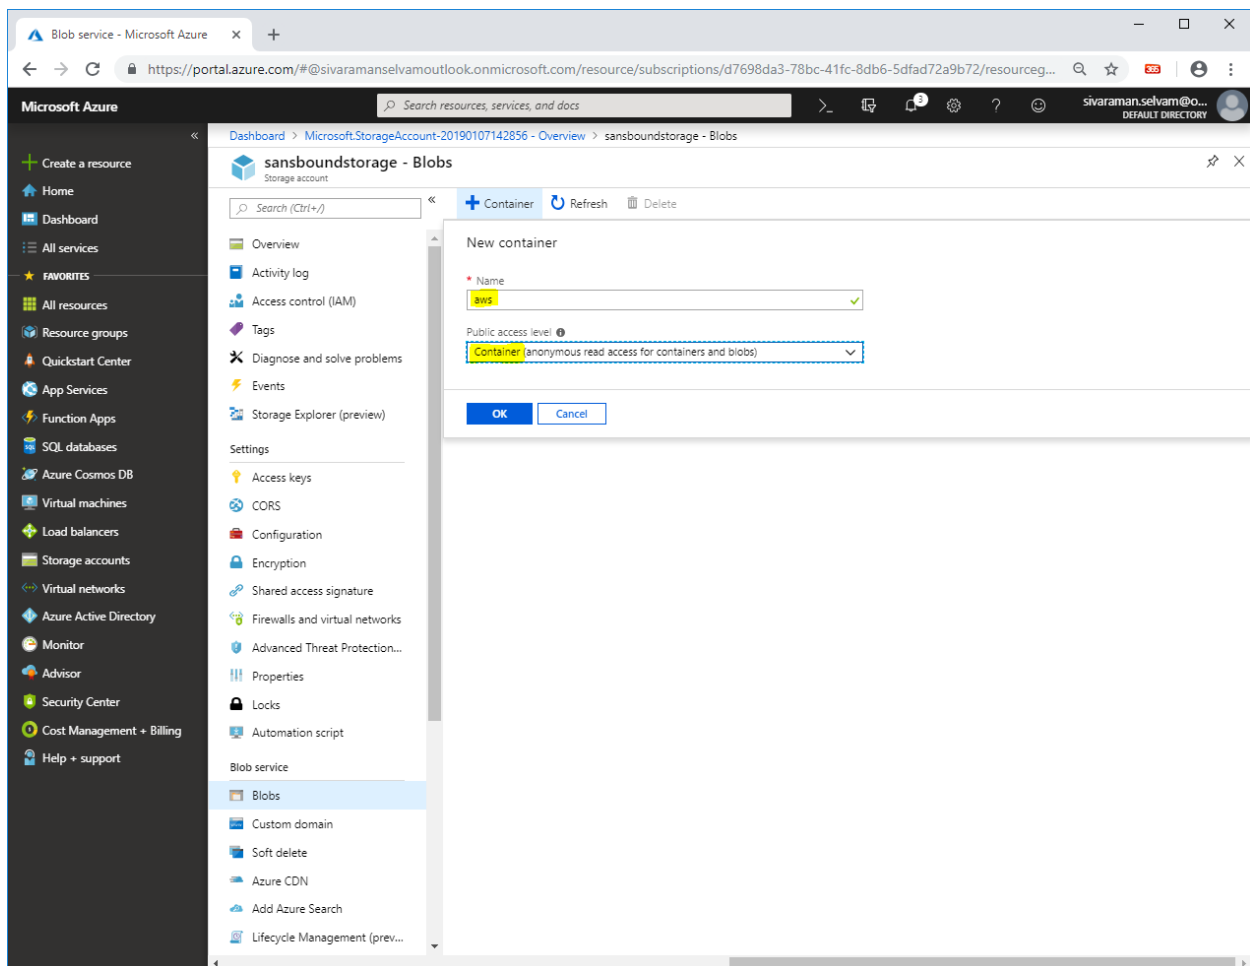 Blob service - Microsoft Azure
https://portal.azure.com/#@sivaramanselvamoutlook.onmicrosoft.com/resource/subscriptions/d7698da3-78bc-41fc-8db6-5dfad72a9b72/resourceg...
365
Microsoft Azure
Search resources, services, and docs
3
sivaraman.selvam@o...
DEFAULT DIRECTORY
Dashboard > Microsoft.StorageAccount-20190107142856 - Overview > sansboundstorage - Blobs
sansboundstorage - Blobs
Storage account
Create a resource
Home
Dashboard
All services
FAVORITES
All resources
Resource groups
Quickstart Center
App Services
Function Apps
SQL databases
Azure Cosmos DB
Virtual machines
Load balancers
Storage accounts
Virtual networks
Azure Active Directory
Monitor
Advisor
Security Center
Cost Management + Billing
Help + support
Search (Ctrl+/)
Overview
Activity log
Access control (IAM)
Tags
Diagnose and solve problems
Events
Storage Explorer (preview)
Settings
Access keys
CORS
Configuration
Encryption
Shared access signature
Firewalls and virtual networks
Advanced Threat Protection...
Properties
Locks
Automation script
Blob service
Blobs
Custom domain
Soft delete
Azure CDN
Add Azure Search
Lifecycle Management (prev...
Container
Refresh
Delete
New container
* Name
aws
Public access level
Container (anonymous read access for containers and blobs)
OK
Cancel